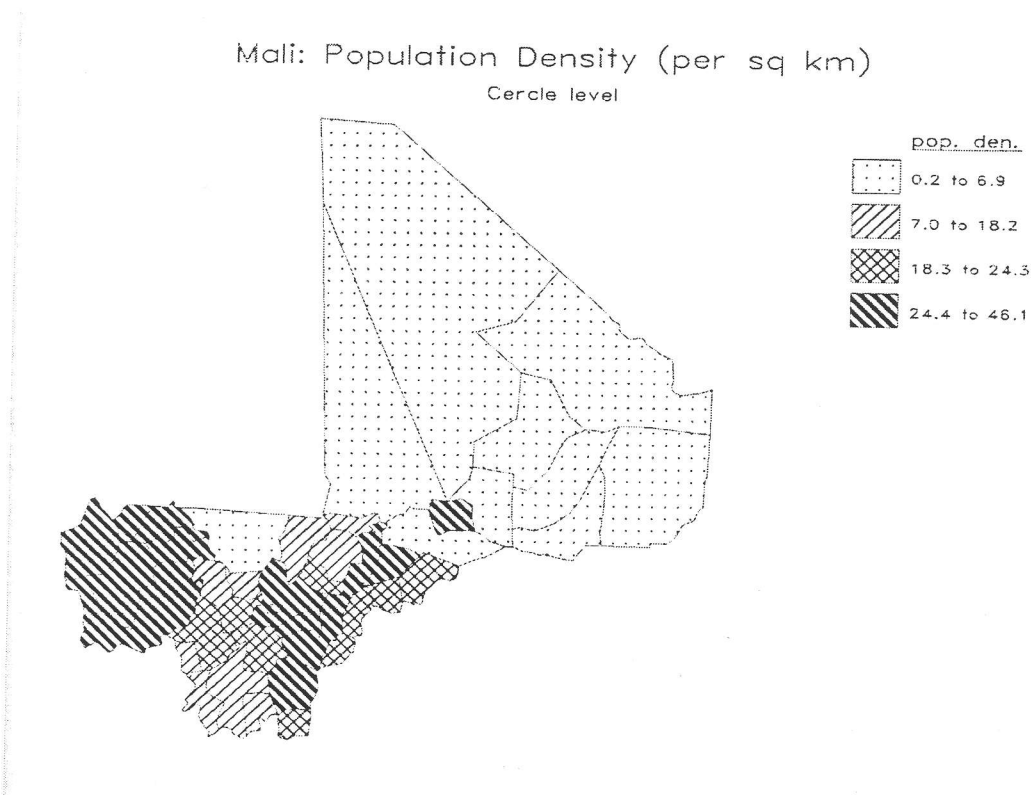 Mali: Population Density (per sq km)
Cercle level
pop. den.
0.2 to 6.9
7.0 to 18.2
18.3 to 24.3
24.4 to 46.1